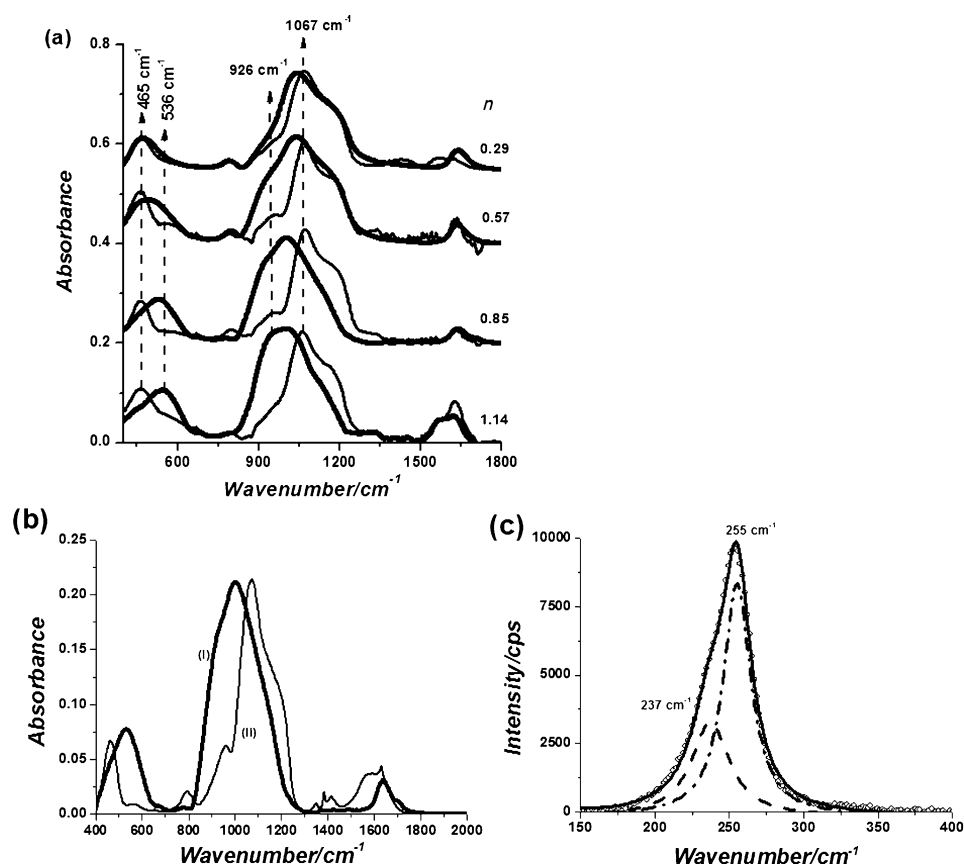 (a)
465 cm⁻¹
536 cm⁻¹
926 cm⁻¹
1067 cm⁻¹
n
0.29
0.57
0.85
1.14
0.8
0.6
0.4
0.2
0.0
Absorbance
600 900 1200 1500 1800
Wavenumber/cm⁻¹
(b)
0.25
0.20
0.15
0.10
0.05
0.00
Absorbance
(I)
(II)
400 600 800 1000 1200 1400 1600 1800 2000
Wavenumber/cm⁻¹
(c)
255 cm⁻¹
237 cm⁻¹
10000
7500
5000
2500
0
Intensity/cps
150 200 250 300 350 400
Wavenumber/cm⁻¹